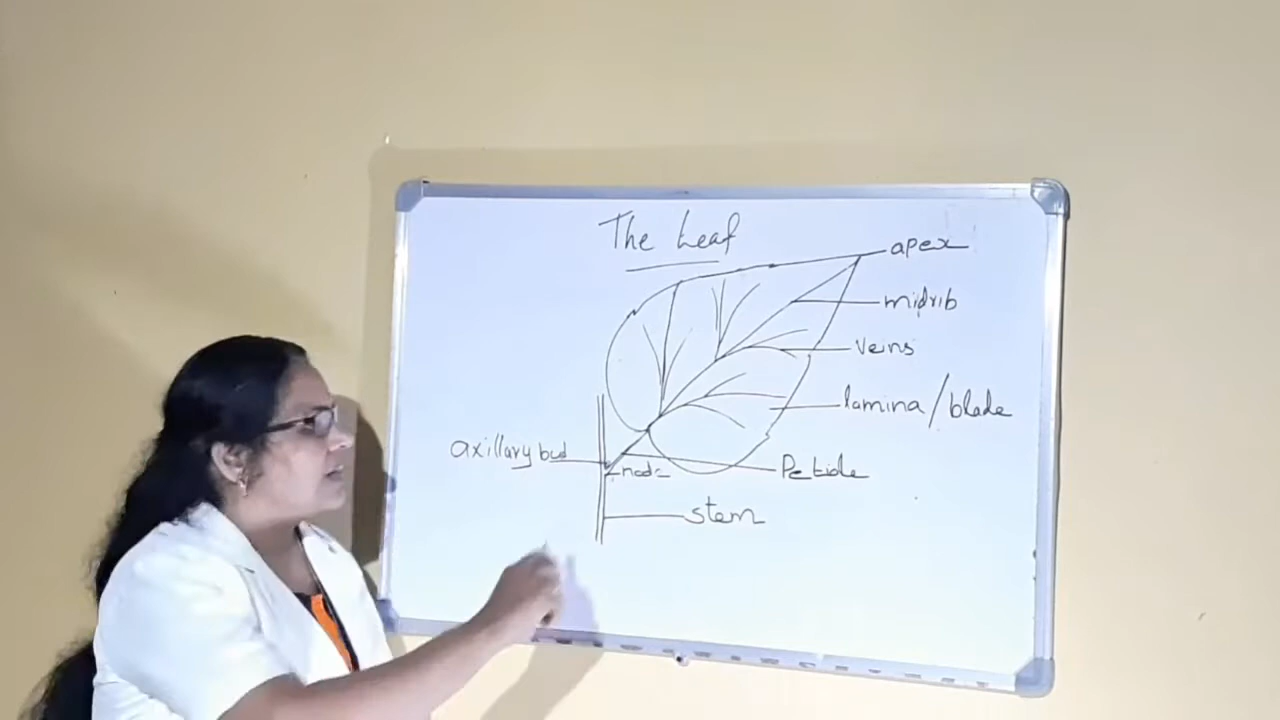 The Leaf
apex
midrib
veins
lamina/blade
axillary bud
node
Petiole
stem